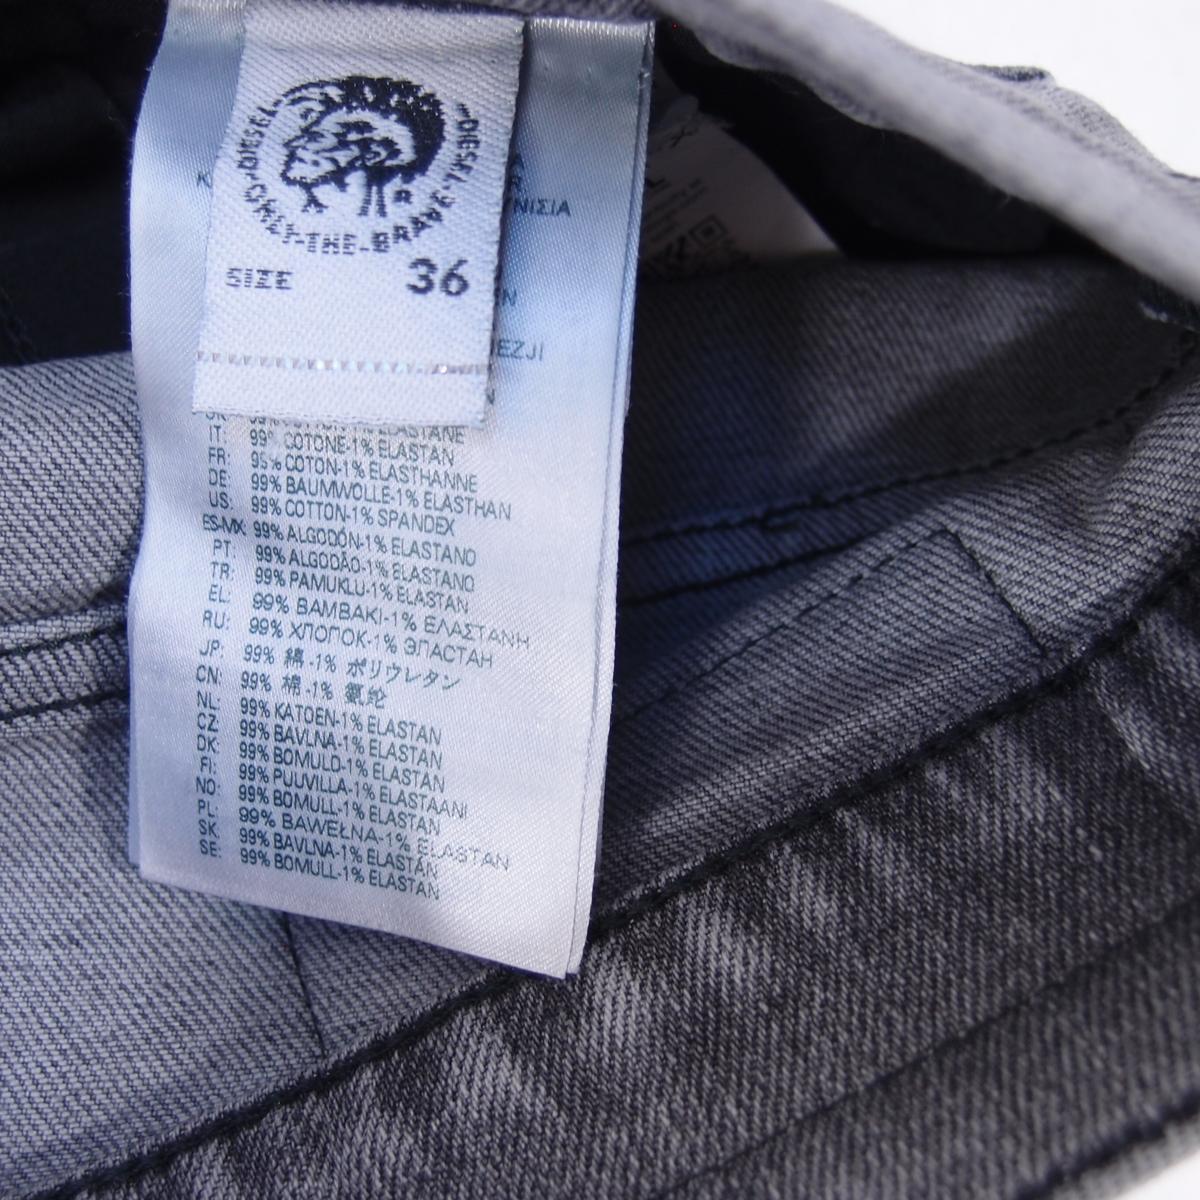 DIESEL-ONLY-THE-BRAVE-DIESEL
R
SIZE 36
ΝΙΣΙΑ
EZJI
ELASTANE
IT: 99% COTONE-1% ELASTAN
FR: 99% COTON-1% ELASTHANNE
DE: 99% BAUMWOLLE-1% ELASTHAN
US: 99% COTTON-1% SPANDEX
ES-MX: 99% ALGODÓN-1% ELASTANO
PT: 99% ALGODÃO-1% ELASTANO
TR: 99% PAMUKLU-1% ELASTAN
EL: 99% ΒΑΜΒΑΚΙ-1% ΕΛΑΣΤΑΝΗ
RU: 99% ХЛОПОК-1% ЭЛАСТАН
JP: 99% 綿-1% ポリウレタン
CN: 99% 棉-1% 氨纶
NL: 99% KATOEN-1% ELASTAN
CZ: 99% BAVLNA-1% ELASTAN
DK: 99% BOMULD-1% ELASTAN
FI: 99% PUUVILLA-1% ELASTAANI
NO: 99% BOMULL-1% ELASTAN
PL: 99% BAWEŁNA-1% ELASTAN
SK: 99% BAVLNA-1% ELASTAN
SE: 99% BOMULL-1% ELASTAN